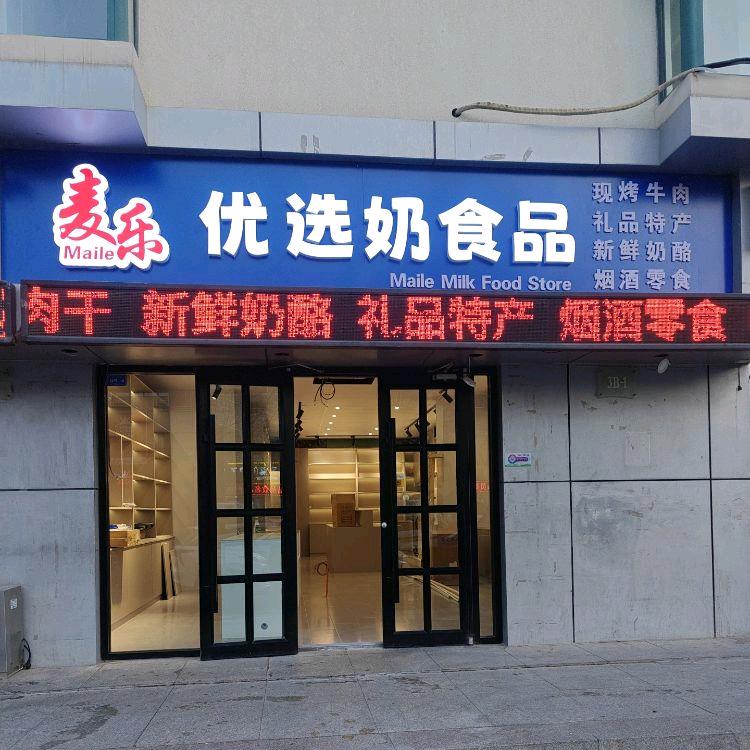 麦乐
Maile
优选奶食品
Maile Milk Food Store
现烤牛肉
礼品特产
新鲜奶酪
烟酒零食
肉干 新鲜奶酪 礼品特产 烟酒零食
3B-1